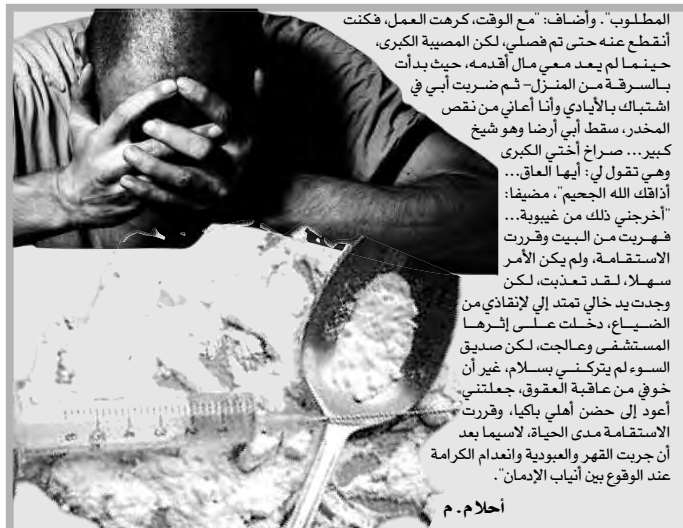 المطلوب". وأضاف: "مع الوقت، كرهت العمل، فكنت
أنقطع عنه حتى تم فصلي، لكن المصيبة الكبرى،
حينما لم يعد معي مال أقدمه، حيث بدأت
بالسرقة من المنزل– ثم ضربت أبي في
اشتباك بالأيادي وأنا أعاني من نقص
المخدر، سقط أبي أرضا وهو شيخ
كبير... صراخ أختي الكبرى
وهي تقول لي: أيها العاق...
أذاقك الله الجحيم"، مضيفا:
"أخرجني ذلك من غيبوبة...
فهربت من البيت وقررت
الاستقامة، ولم يكن الأمر
سهلا، لقد تعذبت، لكن
وجدت يد خالي تمتد إلي لإنقاذي من
الضياع، دخلت على إثرها
المستشفى وعالجت، لكن صديق
السوء لم يتركني بسلام، غير أن
خوفي من عاقبة العقوق، جعلتني
أعود إلى حضن أهلي باكيا، وقررت
الاستقامة مدى الحياة، لاسيما بعد
أن جربت القهر والعبودية وانعدام الكرامة
عند الوقوع بين أنياب الإدمان".
أحلام. م